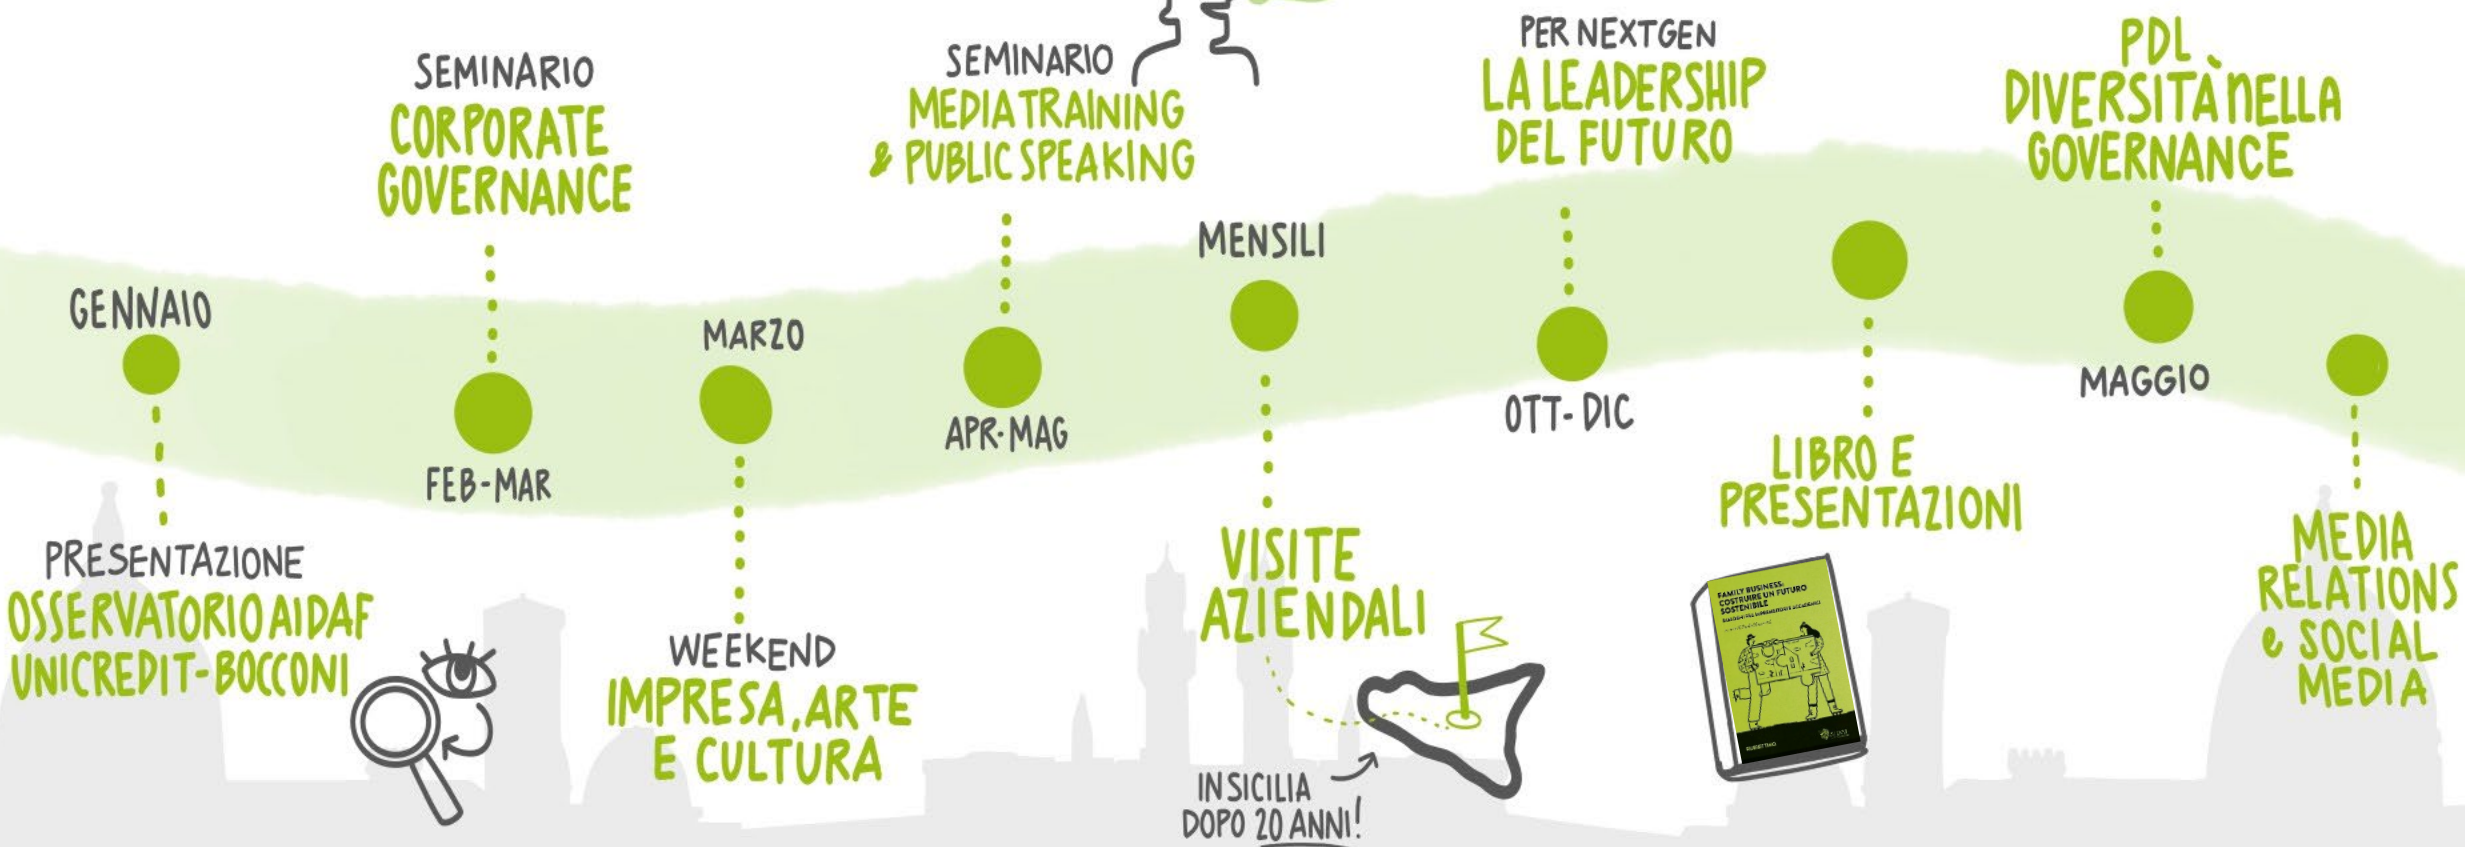 GENNAIO
PRESENTAZIONE
OSSERVATORIO AIDAF
UNICREDIT-BOCCONI
SEMINARIO
CORPORATE
GOVERNANCE
FEB-MAR
MARZO
WEEKEND
IMPRESA, ARTE
E CULTURA
SEMINARIO
MEDIA TRAINING
& PUBLIC SPEAKING
APR-MAG
MENSILI
VISITE
AZIENDALI
IN SICILIA
DOPO 20 ANNI!
PER NEXTGEN
LA LEADERSHIP
DEL FUTURO
OTT-DIC
LIBRO E
PRESENTAZIONI
FAMILY BUSINESS:
COSTRUIRE UN FUTURO
SOSTENIBILE
PDL
DIVERSITÀ NELLA
GOVERNANCE
MAGGIO
MEDIA
RELATIONS
e SOCIAL
MEDIA